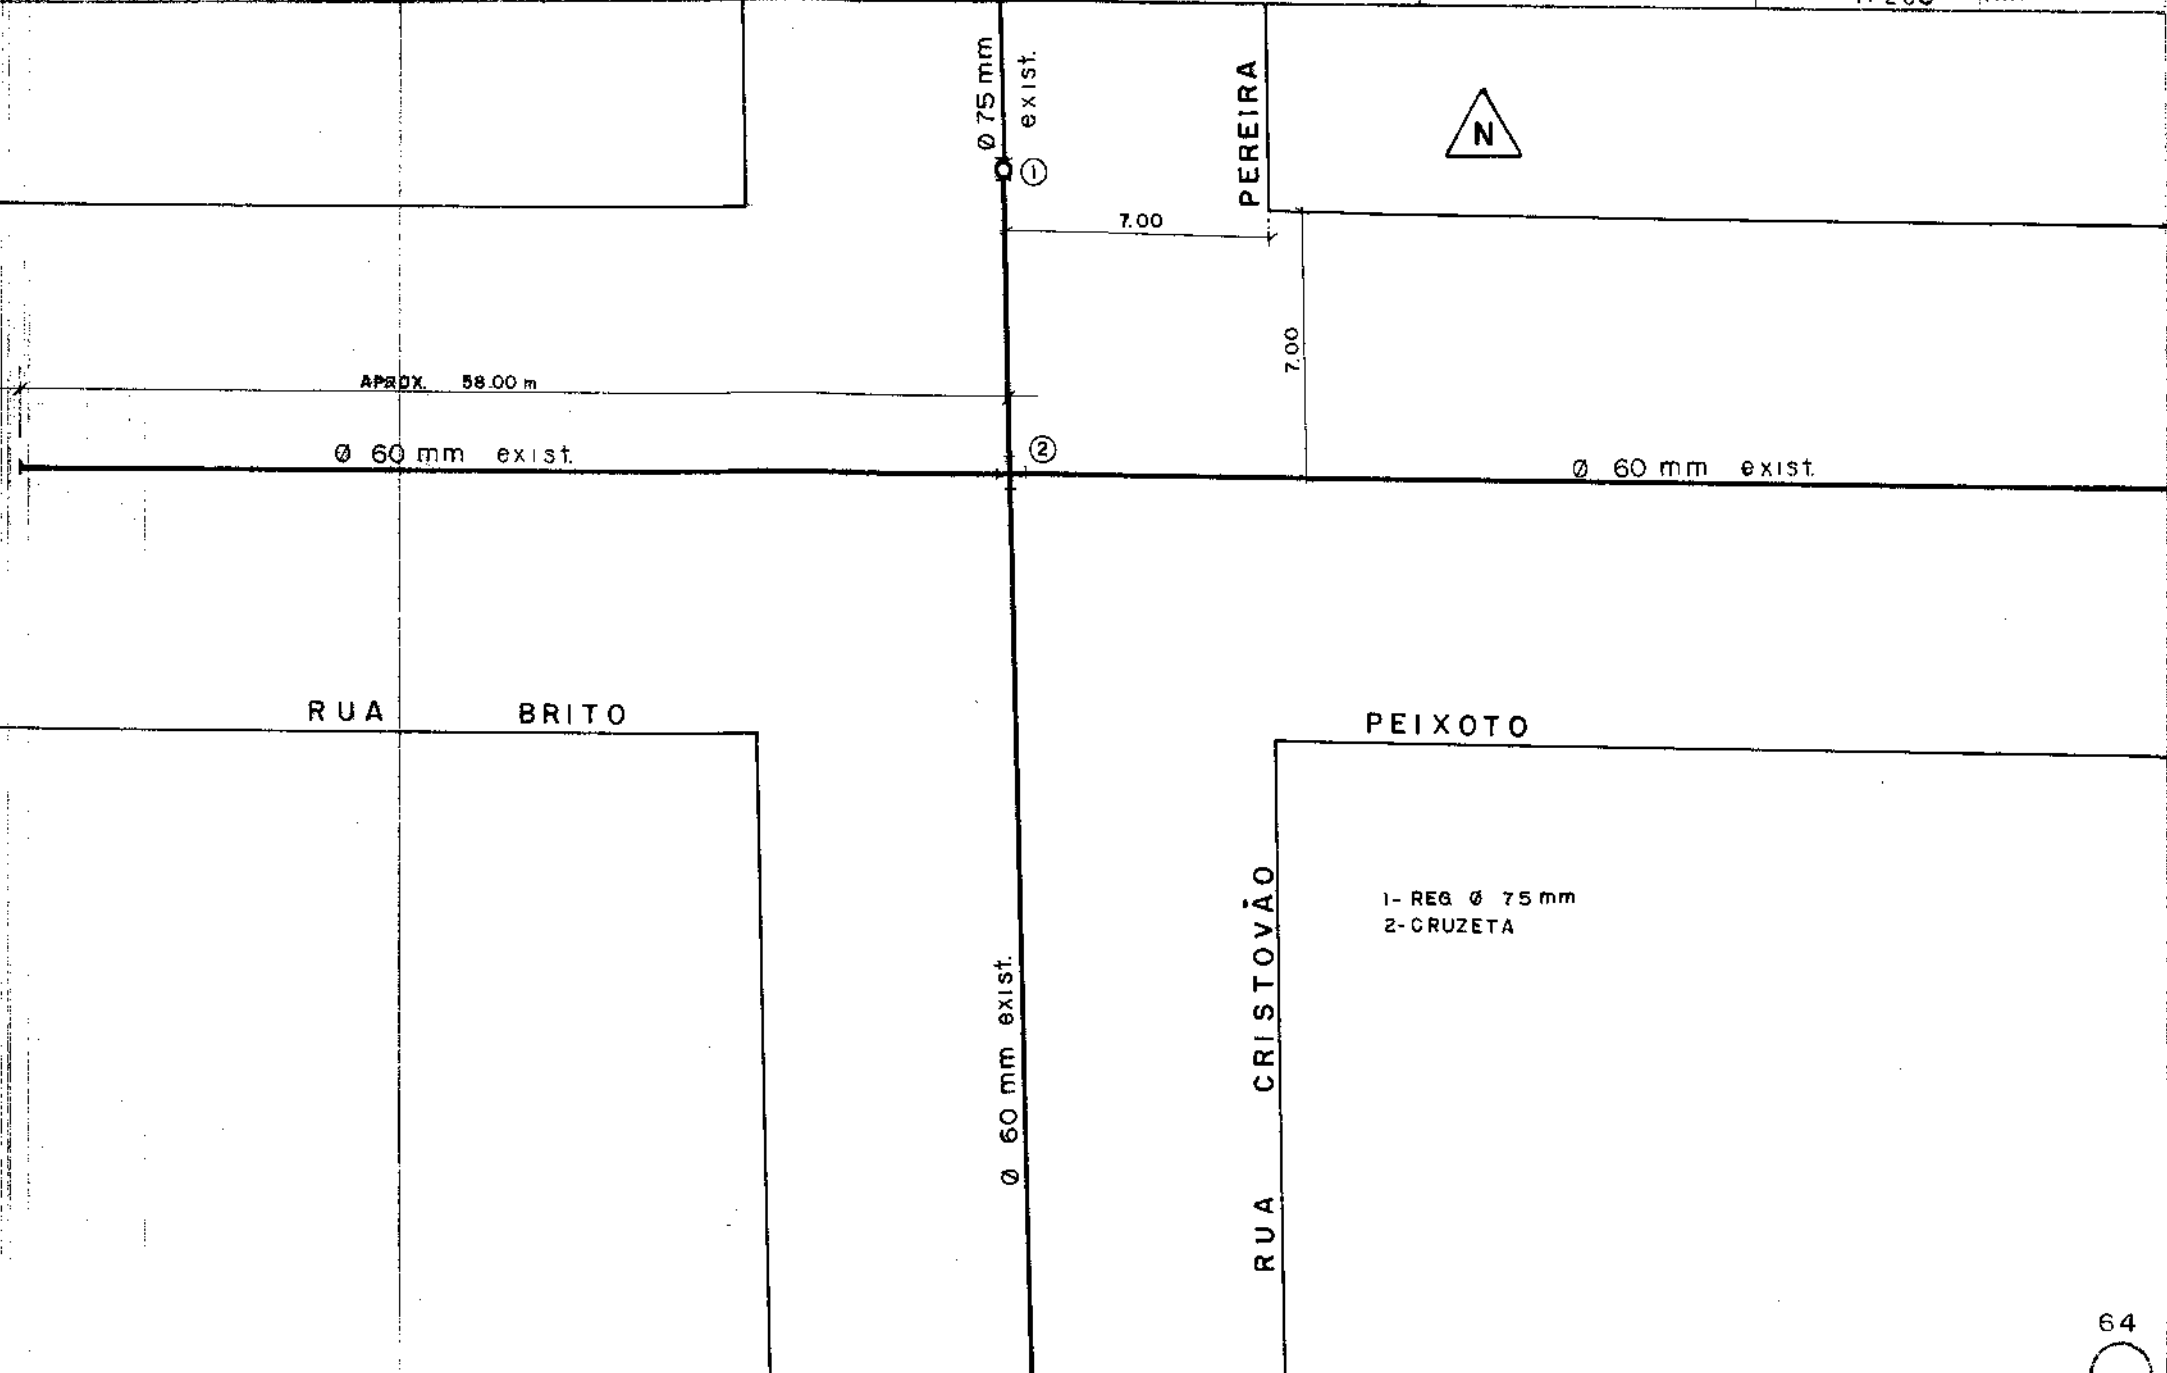 Ø 75 mm
exist.
①
PEREIRA
N
7.00
7.00
APROX. 58.00 m
Ø 60 mm exist.
②
Ø 60 mm exist.
RUA BRITO PEIXOTO
1- REG Ø 75 mm
2- CRUZETA
Ø 60 mm exist.
RUA CRISTOVÃO
64